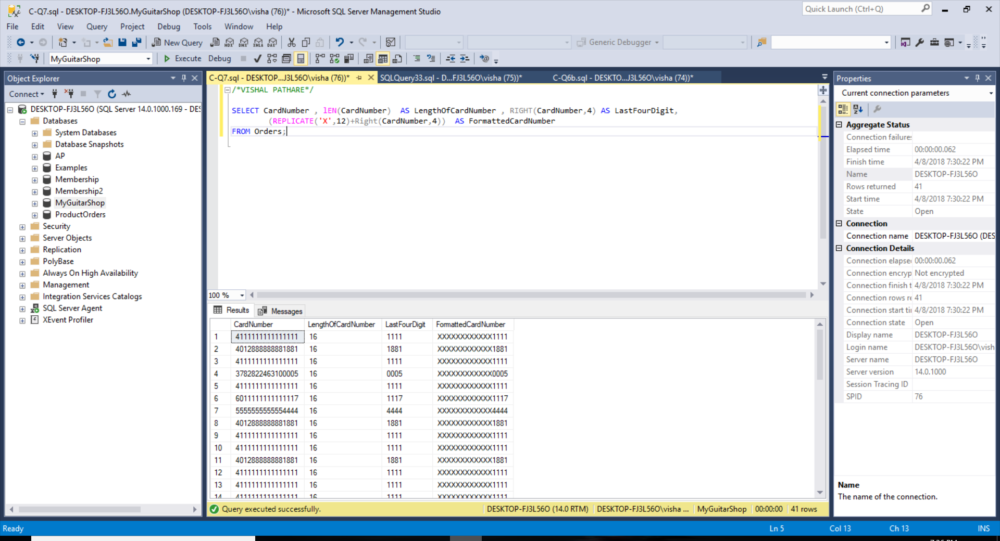 C-Q7.sql - DESKTOP-FJ3L56O.MyGuitarShop (DESKTOP-FJ3L56O\visha (76))* - Microsoft SQL Server Management Studio
Quick Launch (Ctrl+Q)
File Edit View Query Project Debug Tools Window Help
New Query MDX DMX XMLA DAX Generic Debugger
MyGuitarShop Execute Debug
Object Explorer
Connect
DESKTOP-FJ3L56O (SQL Server 14.0.1000.169 - DES
Databases
System Databases
Database Snapshots
AP
Examples
Membership
Membership2
MyGuitarShop
ProductOrders
Security
Server Objects
Replication
PolyBase
Always On High Availability
Management
Integration Services Catalogs
SQL Server Agent
XEvent Profiler
C-Q7.sql - DESKTOP...J3L56O\visha (76))* SQLQuery33.sql - D...FJ3L56O\visha (75))* C-Q6b.sql - DESKTO...J3L56O\visha (74))*
/*VISHAL PATHARE*/
SELECT CardNumber , lEN(CardNumber) AS LengthOfCardNumber , RIGHT(CardNumber,4) AS LastFourDigit,
(REPLICATE('X',12)+Right(CardNumber,4)) AS FormattedCardNumber
FROM Orders;
100 %
Results Messages
CardNumber LengthOfCardNumber LastFourDigit FormattedCardNumber
1 4111111111111111 16 1111 XXXXXXXXXXXX1111
2 4012888888881881 16 1881 XXXXXXXXXXXX1881
3 4111111111111111 16 1111 XXXXXXXXXXXX1111
4 3782822463100005 16 0005 XXXXXXXXXXXX0005
5 4111111111111111 16 1111 XXXXXXXXXXXX1111
6 6011111111111117 16 1117 XXXXXXXXXXXX1117
7 5555555555554444 16 4444 XXXXXXXXXXXX4444
8 4012888888881881 16 1881 XXXXXXXXXXXX1881
9 4111111111111111 16 1111 XXXXXXXXXXXX1111
10 4111111111111111 16 1111 XXXXXXXXXXXX1111
11 4012888888881881 16 1881 XXXXXXXXXXXX1881
12 4111111111111111 16 1111 XXXXXXXXXXXX1111
13 4111111111111111 16 1111 XXXXXXXXXXXX1111
14 4111111111111111 16 1111 XXXXXXXXXXXX1111
Query executed successfully. DESKTOP-FJ3L56O (14.0 RTM) DESKTOP-FJ3L56O\visha ... MyGuitarShop 00:00:00 41 rows
Properties
Current connection parameters
Aggregate Status
Connection failures
Elapsed time 00:00:00.062
Finish time 4/8/2018 7:30:22 PM
Name DESKTOP-FJ3L56O
Rows returned 41
Start time 4/8/2018 7:30:22 PM
State Open
Connection
Connection name DESKTOP-FJ3L56O (DES
Connection Details
Connection elapse 00:00:00.062
Connection encryp Not encrypted
Connection finish t 4/8/2018 7:30:22 PM
Connection rows re 41
Connection start ti 4/8/2018 7:30:22 PM
Connection state Open
Display name DESKTOP-FJ3L56O
Login name DESKTOP-FJ3L56O\vish
Server name DESKTOP-FJ3L56O
Server version 14.0.1000
Session Tracing ID
SPID 76
Name
The name of the connection.
Ready Ln 5 Col 13 Ch 13 INS